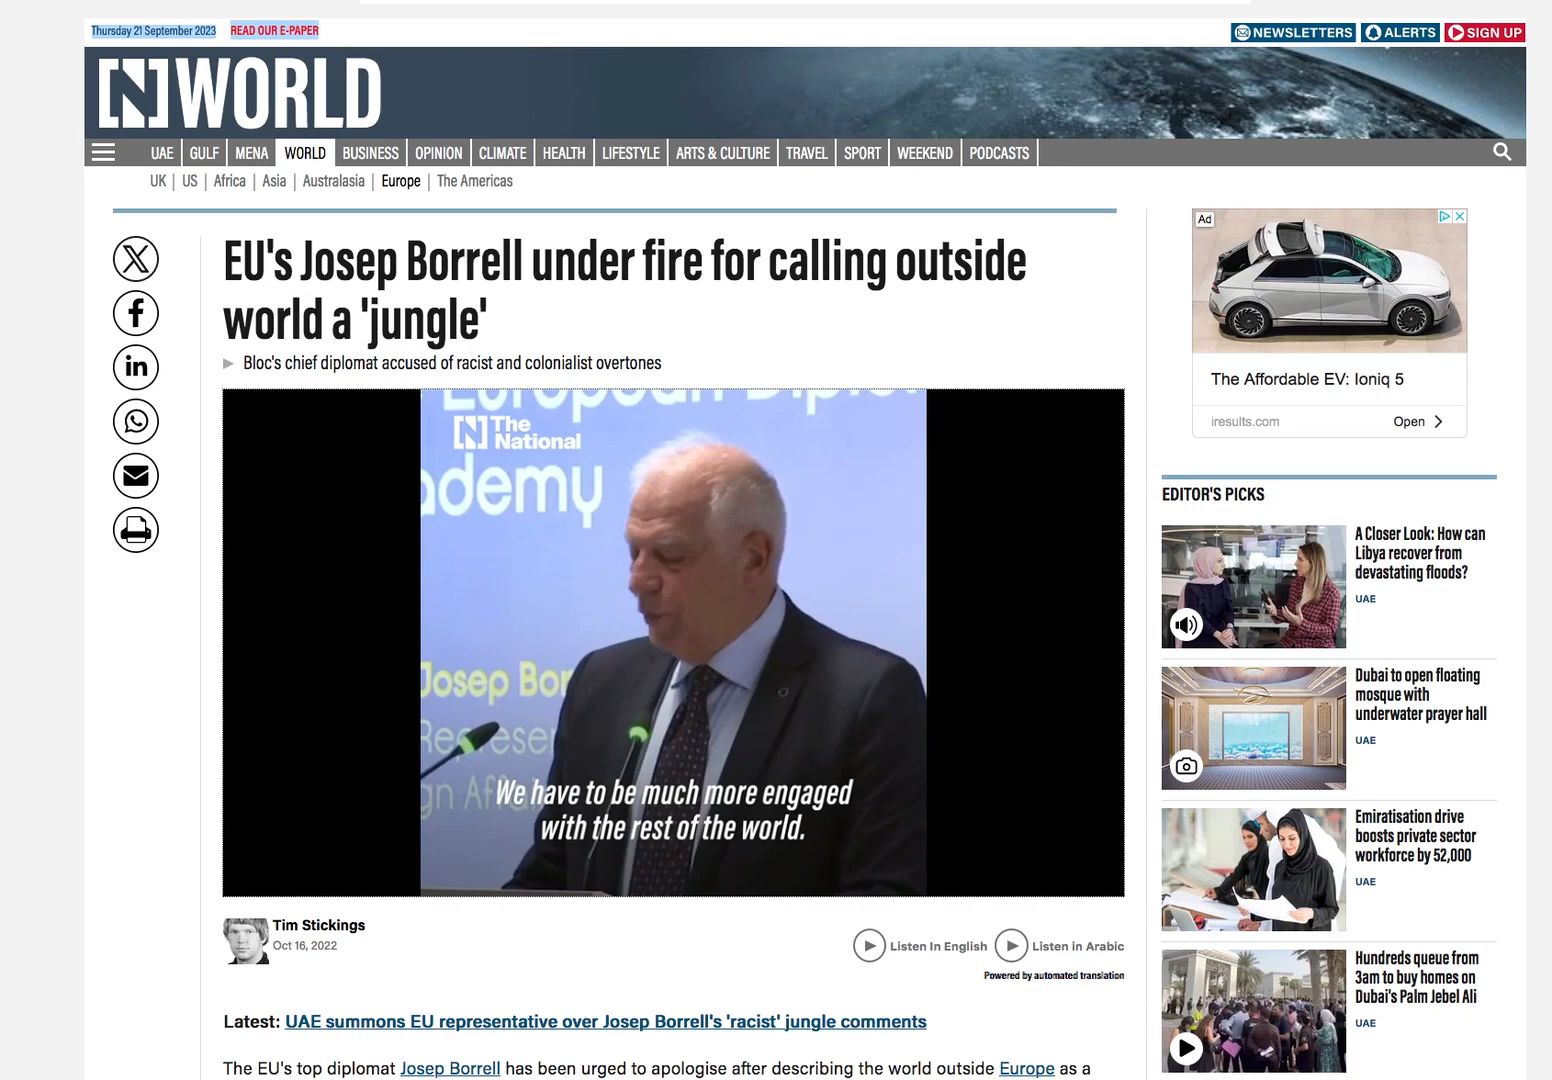 Thursday 21 September 2023 READ OUR E-PAPER
NEWSLETTERS ALERTS SIGN UP
N WORLD
UAE GULF MENA WORLD BUSINESS OPINION CLIMATE HEALTH LIFESTYLE ARTS & CULTURE TRAVEL SPORT WEEKEND PODCASTS
UK | US | Africa | Asia | Australasia | Europe | The Americas
EU's Josep Borrell under fire for calling outside
world a 'jungle'
Bloc's chief diplomat accused of racist and colonialist overtones
European Diplo
N The
National
ademy
Josep Bor
Represe
gn Af
We have to be much more engaged
with the rest of the world.
Tim Stickings
Oct 16, 2022
Listen In English Listen in Arabic
Powered by automated translation
Latest: UAE summons EU representative over Josep Borrell's 'racist' jungle comments
The EU's top diplomat Josep Borrell has been urged to apologise after describing the world outside Europe as a
Ad
The Affordable EV: Ioniq 5
iresults.com Open
EDITOR'S PICKS
A Closer Look: How can
Libya recover from
devastating floods?
UAE
Dubai to open floating
mosque with
underwater prayer hall
UAE
Emiratisation drive
boosts private sector
workforce by 52,000
UAE
Hundreds queue from
3am to buy homes on
Dubai's Palm Jebel Ali
UAE